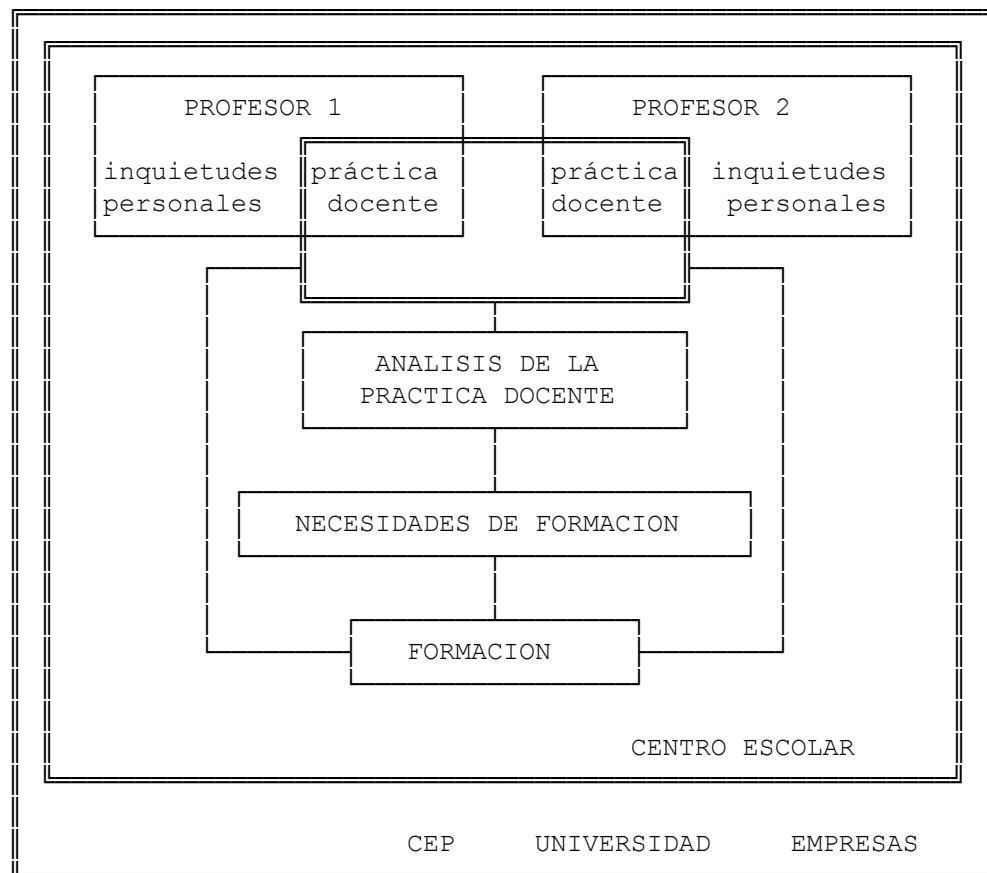 PROFESOR 1 PROFESOR 2
inquietudes práctica práctica inquietudes
personales docente docente personales
ANALISIS DE LA
PRACTICA DOCENTE
NECESIDADES DE FORMACION
FORMACION
CENTRO ESCOLAR
CEP UNIVERSIDAD EMPRESAS